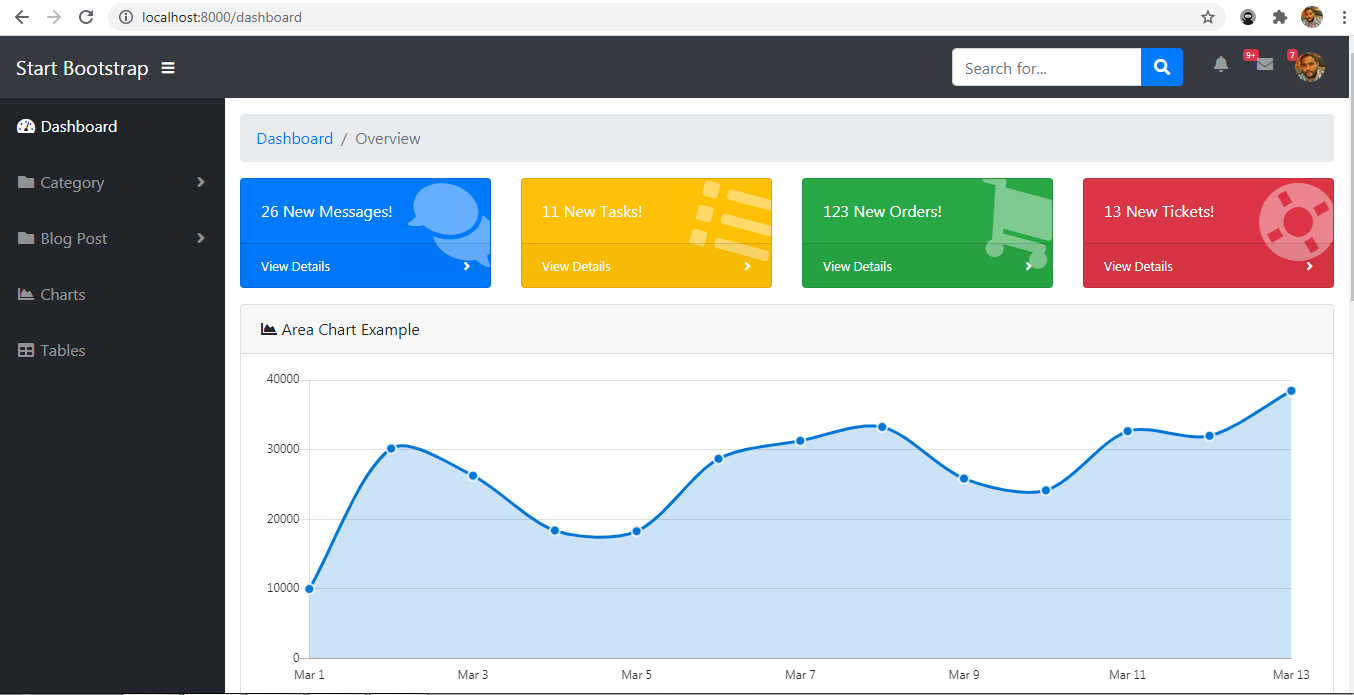 localhost:8000/dashboard
Start Bootstrap
Search for...
9+
7
Dashboard
Category
Blog Post
Charts
Tables
Dashboard / Overview
26 New Messages!
View Details
11 New Tasks!
View Details
123 New Orders!
View Details
13 New Tickets!
View Details
Area Chart Example
40000
30000
20000
10000
0
Mar 1 Mar 3 Mar 5 Mar 7 Mar 9 Mar 11 Mar 13